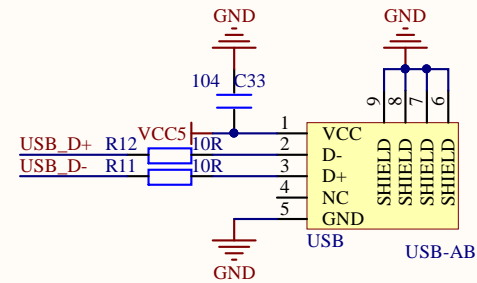 GND GND
104 C33
9 8 7 6
VCC5 1 VCC
USB_D+ R12 10R 2 D-
USB_D- R11 10R 3 D+
4 NC
5 GND
SHIELD SHIELD SHIELD SHIELD
USB
USB-AB
GND